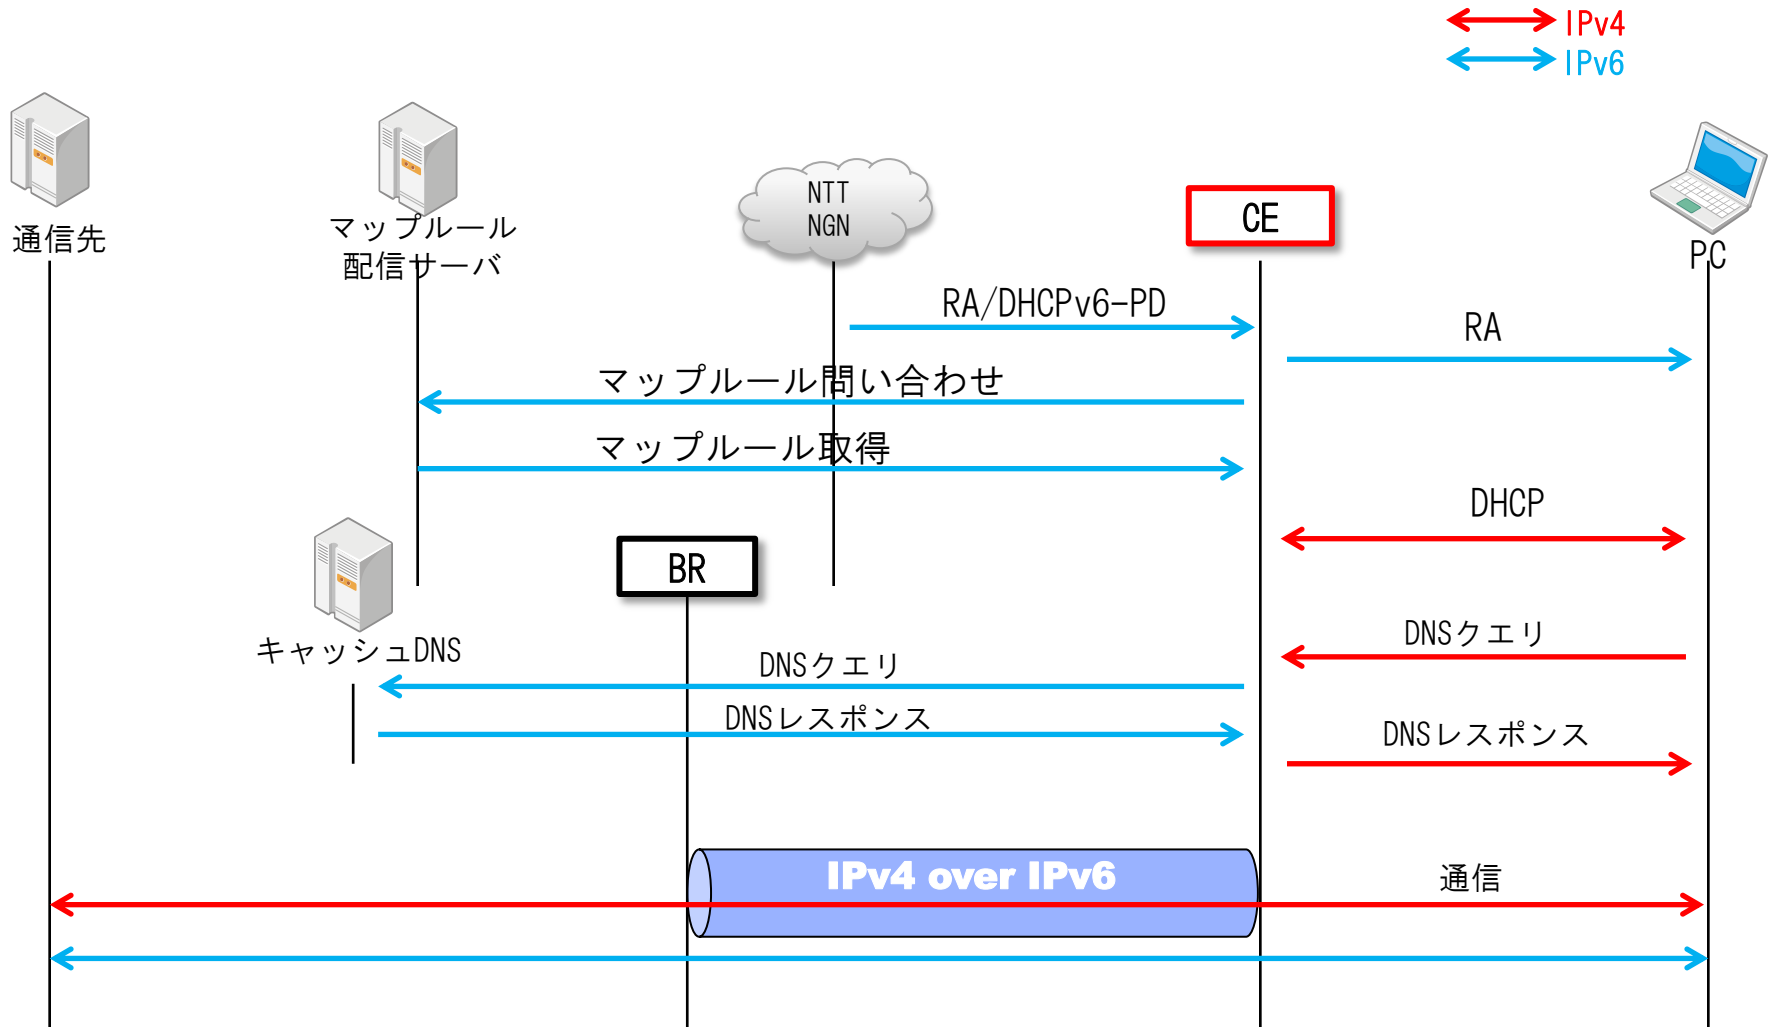 IPv4
IPv6
通信先
マップルール
配信サーバ
NTT
NGN
CE
PC
RA/DHCPv6-PD
RA
マップルール問い合わせ
マップルール取得
DHCP
BR
キャッシュDNS
DNSクエリ
DNSクエリ
DNSレスポンス
DNSレスポンス
IPv4 over IPv6
通信